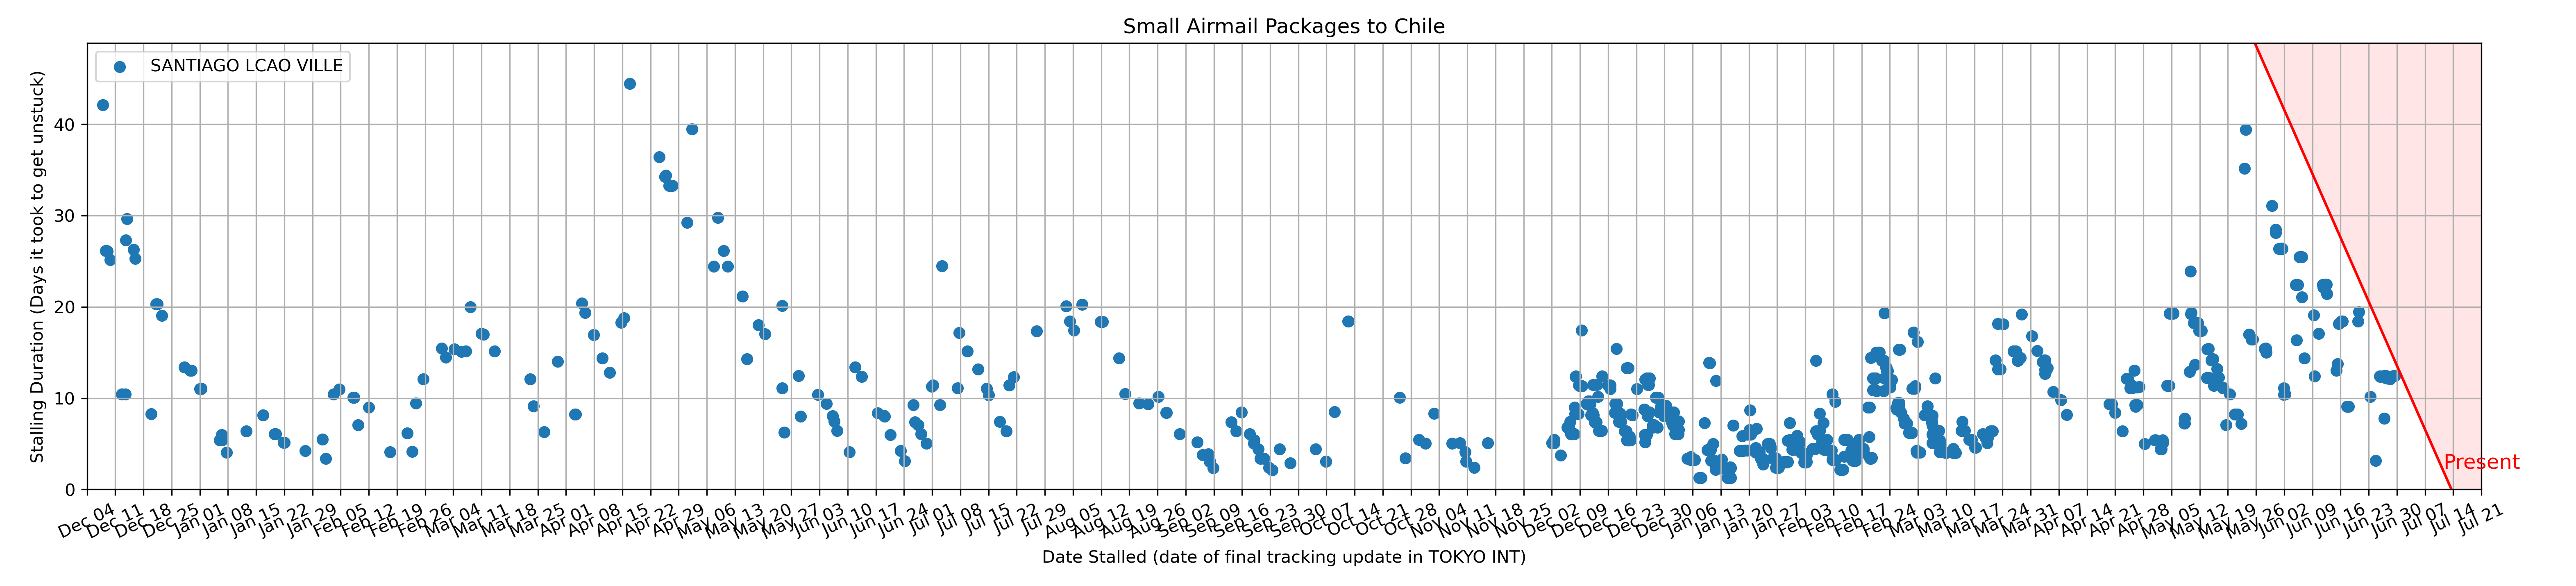 Small Airmail Packages to Chile
SANTIAGO LCAO VILLE
Stalling Duration (Days it took to get unstuck)
40
30
20
10
0
Present
Dec 04 Dec 11 Dec 18 Dec 25 Jan 01 Jan 08 Jan 15 Jan 22 Jan 29 Feb 05 Feb 12 Feb 19 Feb 26 Mar 04 Mar 11 Mar 18 Mar 25 Apr 01 Apr 08 Apr 15 Apr 22 Apr 29 May 06 May 13 May 20 May 27 Jun 03 Jun 10 Jun 17 Jun 24 Jul 01 Jul 08 Jul 15 Jul 22 Jul 29 Aug 05 Aug 12 Aug 19 Aug 26 Sep 02 Sep 09 Sep 16 Sep 23 Sep 30 Oct 07 Oct 14 Oct 21 Oct 28 Nov 04 Nov 11 Nov 18 Nov 25 Dec 02 Dec 09 Dec 16 Dec 23 Dec 30 Jan 06 Jan 13 Jan 20 Jan 27 Feb 03 Feb 10 Feb 17 Feb 24 Mar 03 Mar 10 Mar 17 Mar 24 Mar 31 Apr 07 Apr 14 Apr 21 Apr 28 May 05 May 12 May 19 May 26 Jun 02 Jun 09 Jun 16 Jun 23 Jun 30 Jul 07 Jul 14 Jul 21
Date Stalled (date of final tracking update in TOKYO INT)